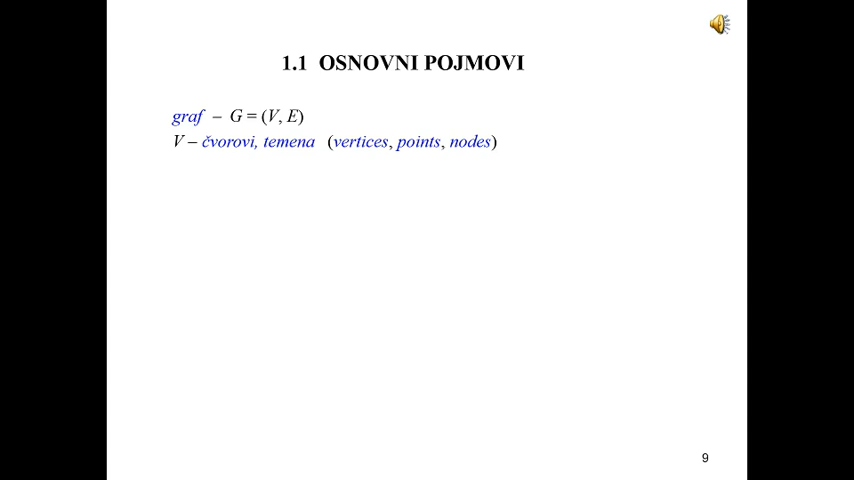 1.1 OSNOVNI POJMOVI
graf – G = (V, E)
V – čvorovi, temena (vertices, points, nodes)
9